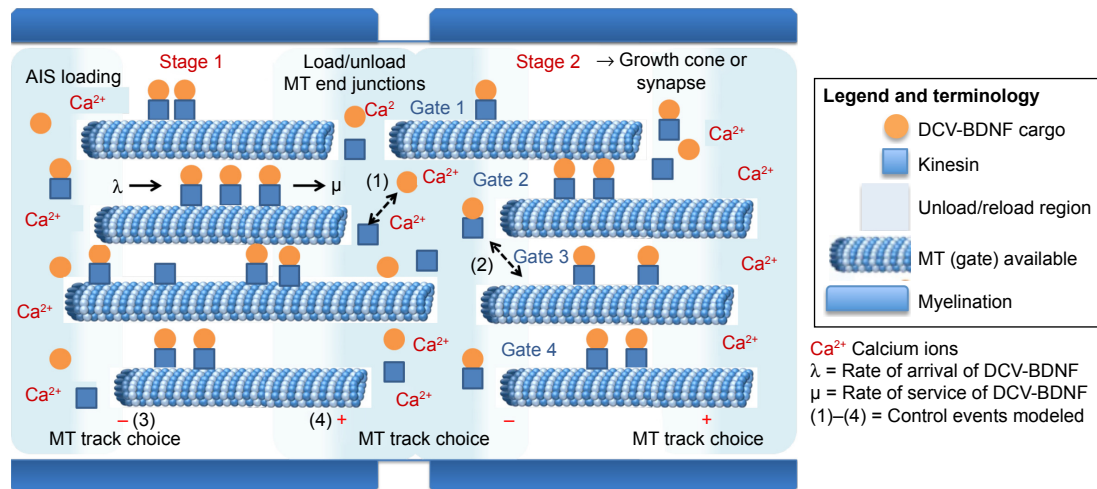 AIS loading
Stage 1
Load/unload
MT end junctions
Stage 2 → Growth cone or
synapse
Ca²⁺
Ca²
Gate 1
Ca²⁺
λ
μ
(1)
Ca²⁺
Gate 2
Ca²⁺
Ca²⁺
Ca²⁺
(2)
Gate 3
Ca²⁺
Ca²⁺
Ca²⁺
Gate 4
Ca²⁺
Ca²⁺
Ca²⁺
– (3)
(4) +
–
+
MT track choice
MT track choice
MT track choice
Legend and terminology
DCV-BDNF cargo
Kinesin
Unload/reload region
MT (gate) available
Myelination
Ca²⁺ Calcium ions
λ = Rate of arrival of DCV-BDNF
μ = Rate of service of DCV-BDNF
(1)–(4) = Control events modeled